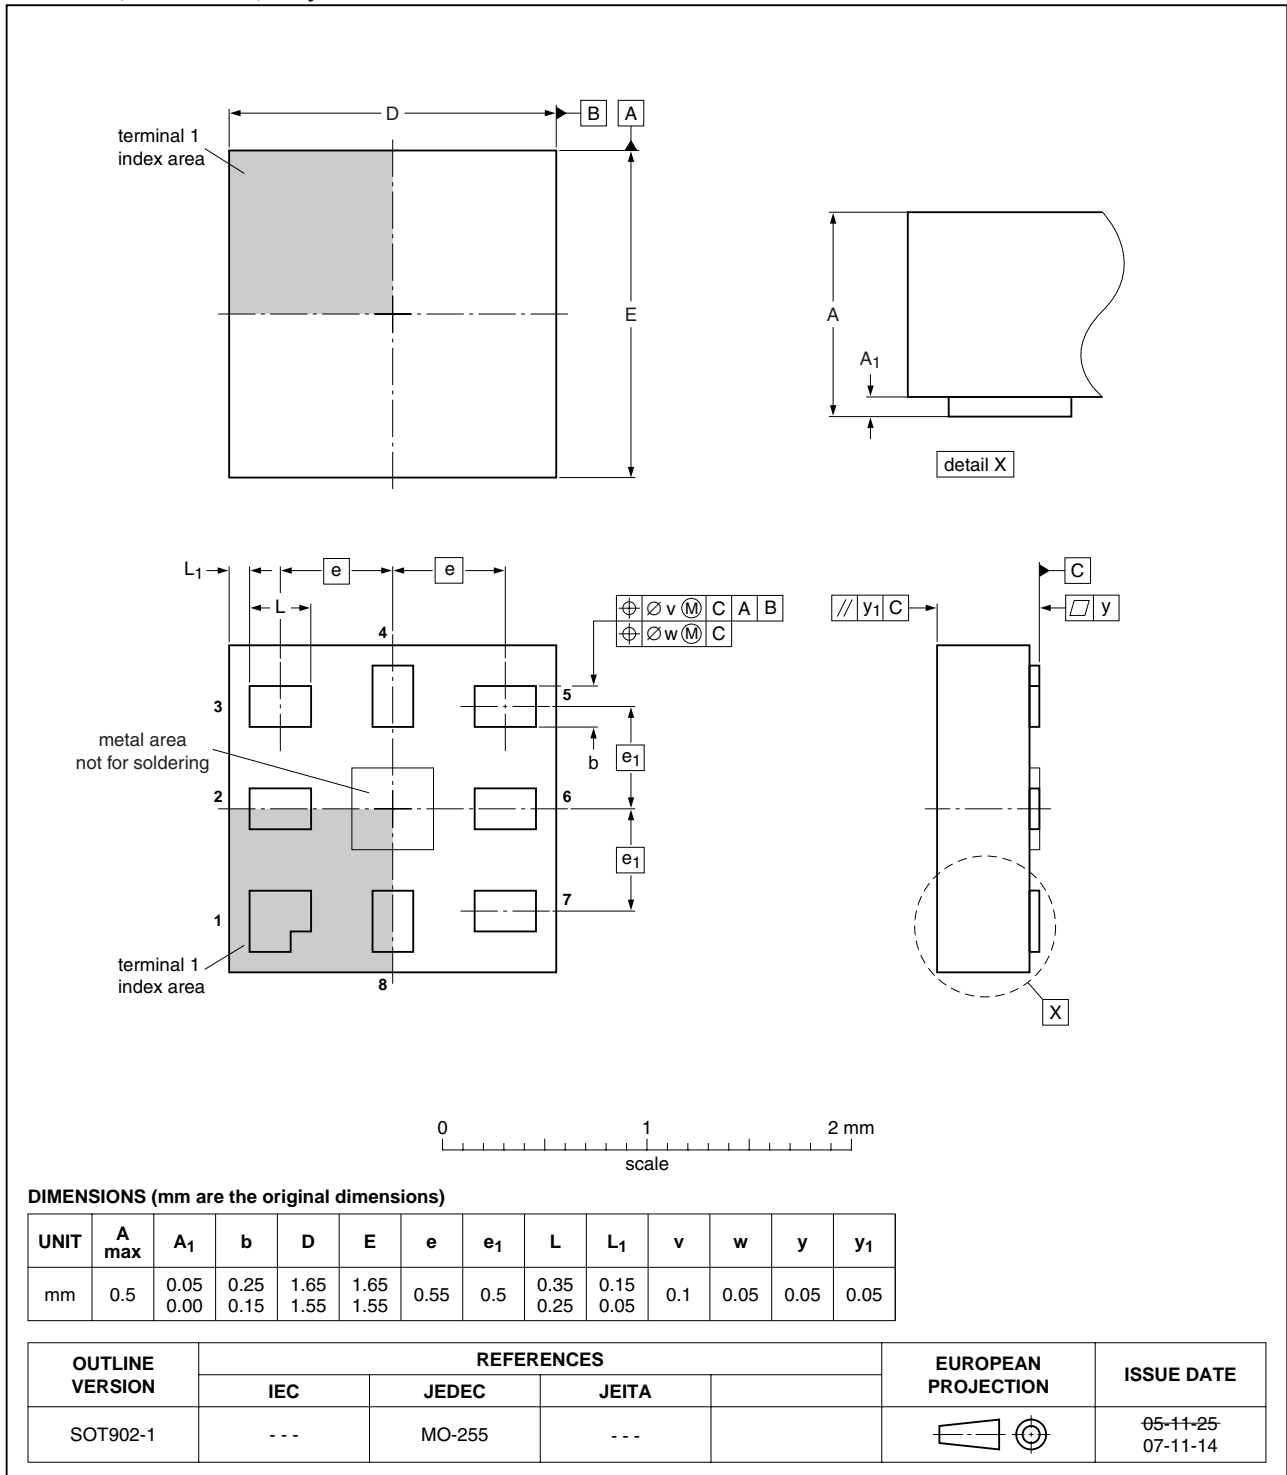 D
B
A
terminal 1
index area
E
A
A1
detail X
L1
e
e
L
4
⌖ ∅ v Ⓜ C A B
⌖ ∅ w Ⓜ C
// y1 C
C
⏥ y
3
5
metal area
not for soldering
b
e1
2
6
e1
1
7
terminal 1
index area
8
X
0 1 2 mm
scale
DIMENSIONS (mm are the original dimensions)
UNIT A max A1 b D E e e1 L L1 v w y y1
mm 0.5 0.05 0.00 0.25 0.15 1.65 1.55 1.65 1.55 0.55 0.5 0.35 0.25 0.15 0.05 0.1 0.05 0.05 0.05
OUTLINE VERSION REFERENCES EUROPEAN PROJECTION ISSUE DATE
IEC JEDEC JEITA
SOT902-1 - - - MO-255 - - - 05-11-25
07-11-14